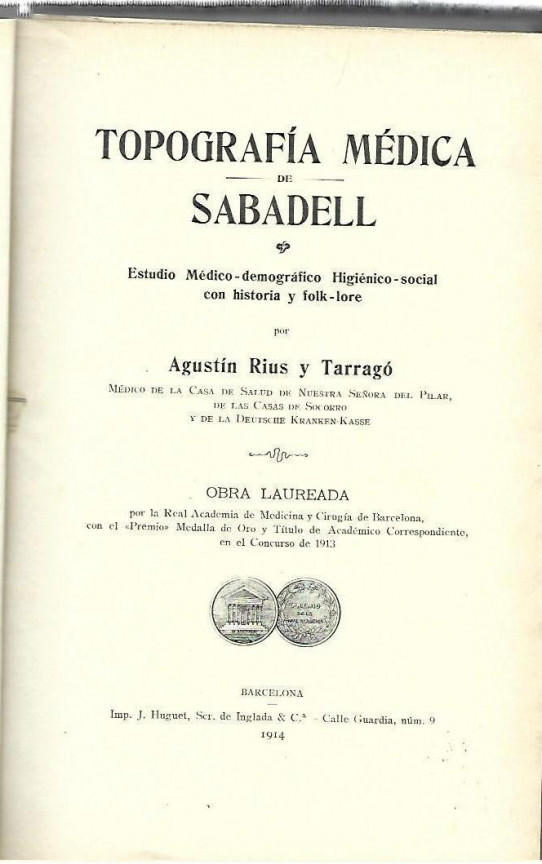 TOPOGRAFÍA MÉDICA
DE
SABADELL
Estudio Médico-demográfico Higiénico-social
con historia y folk-lore
por
Agustín Rius y Tarragó
MÉDICO DE LA CASA DE SALUD DE NUESTRA SEÑORA DEL PILAR,
DE LAS CASAS DE SOCORRO
Y DE LA DEUTSCHE KRANKEN-KASSE
OBRA LAUREADA
por la Real Academia de Medicina y Cirugía de Barcelona,
con el «Premio» Medalla de Oro y Título de Académico Correspondiente,
en el Concurso de 1913
BARCELONA
Imp. J. Huguet, Scr. de Inglada & C.ª - Calle Guardia, núm. 9
1914